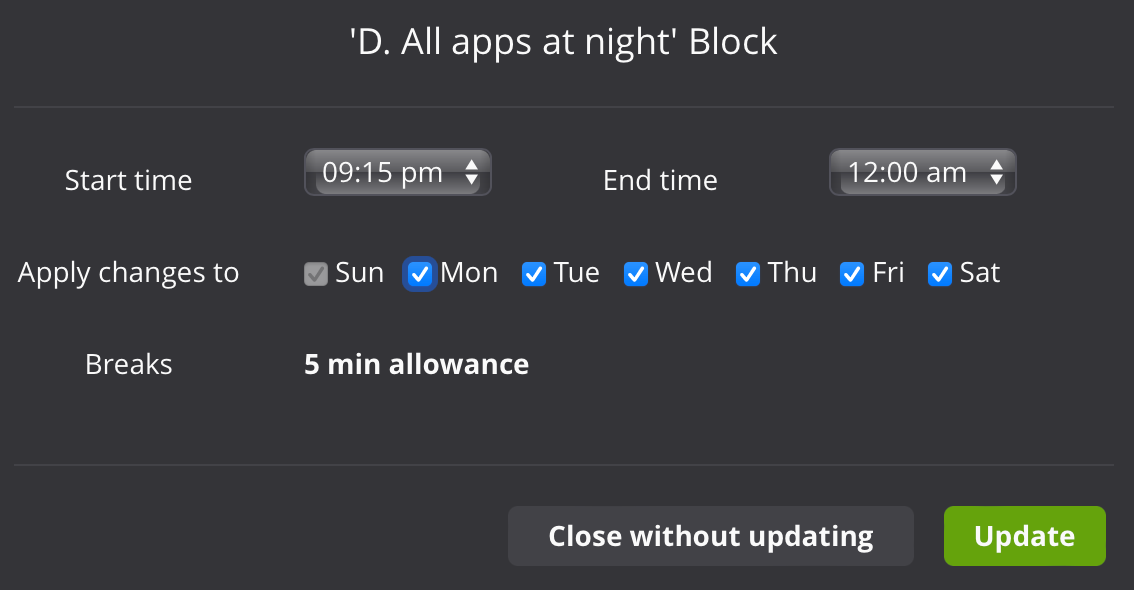 'D. All apps at night' Block
Start time 09:15 pm End time 12:00 am
Apply changes to Sun Mon Tue Wed Thu Fri Sat
Breaks 5 min allowance
Close without updating Update